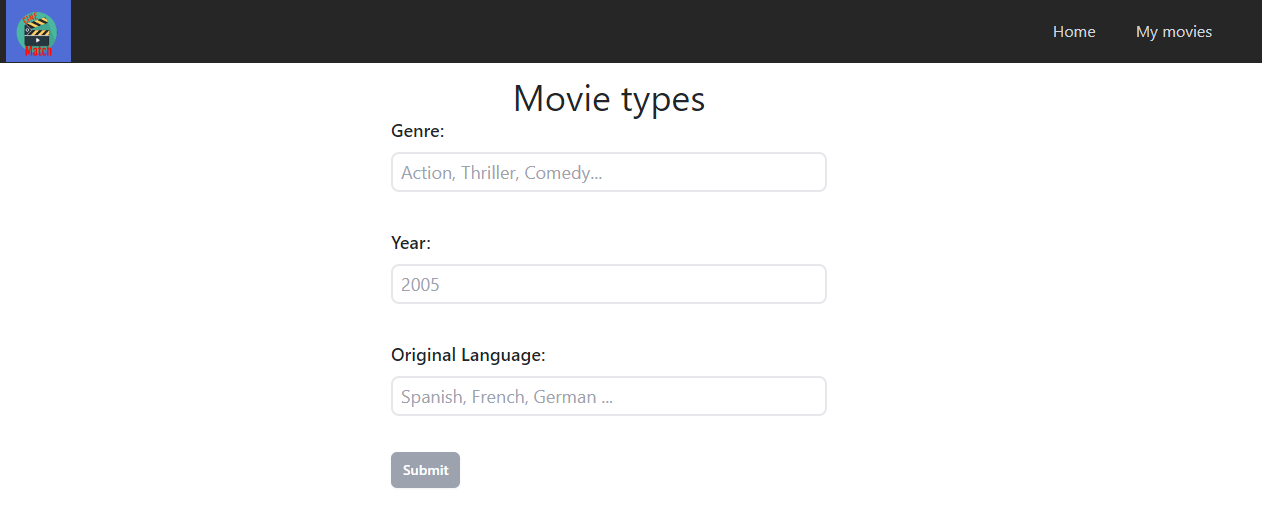 Match
Home
My movies
Movie types
Genre:
Action, Thriller, Comedy...
Year:
2005
Original Language:
Spanish, French, German ...
Submit